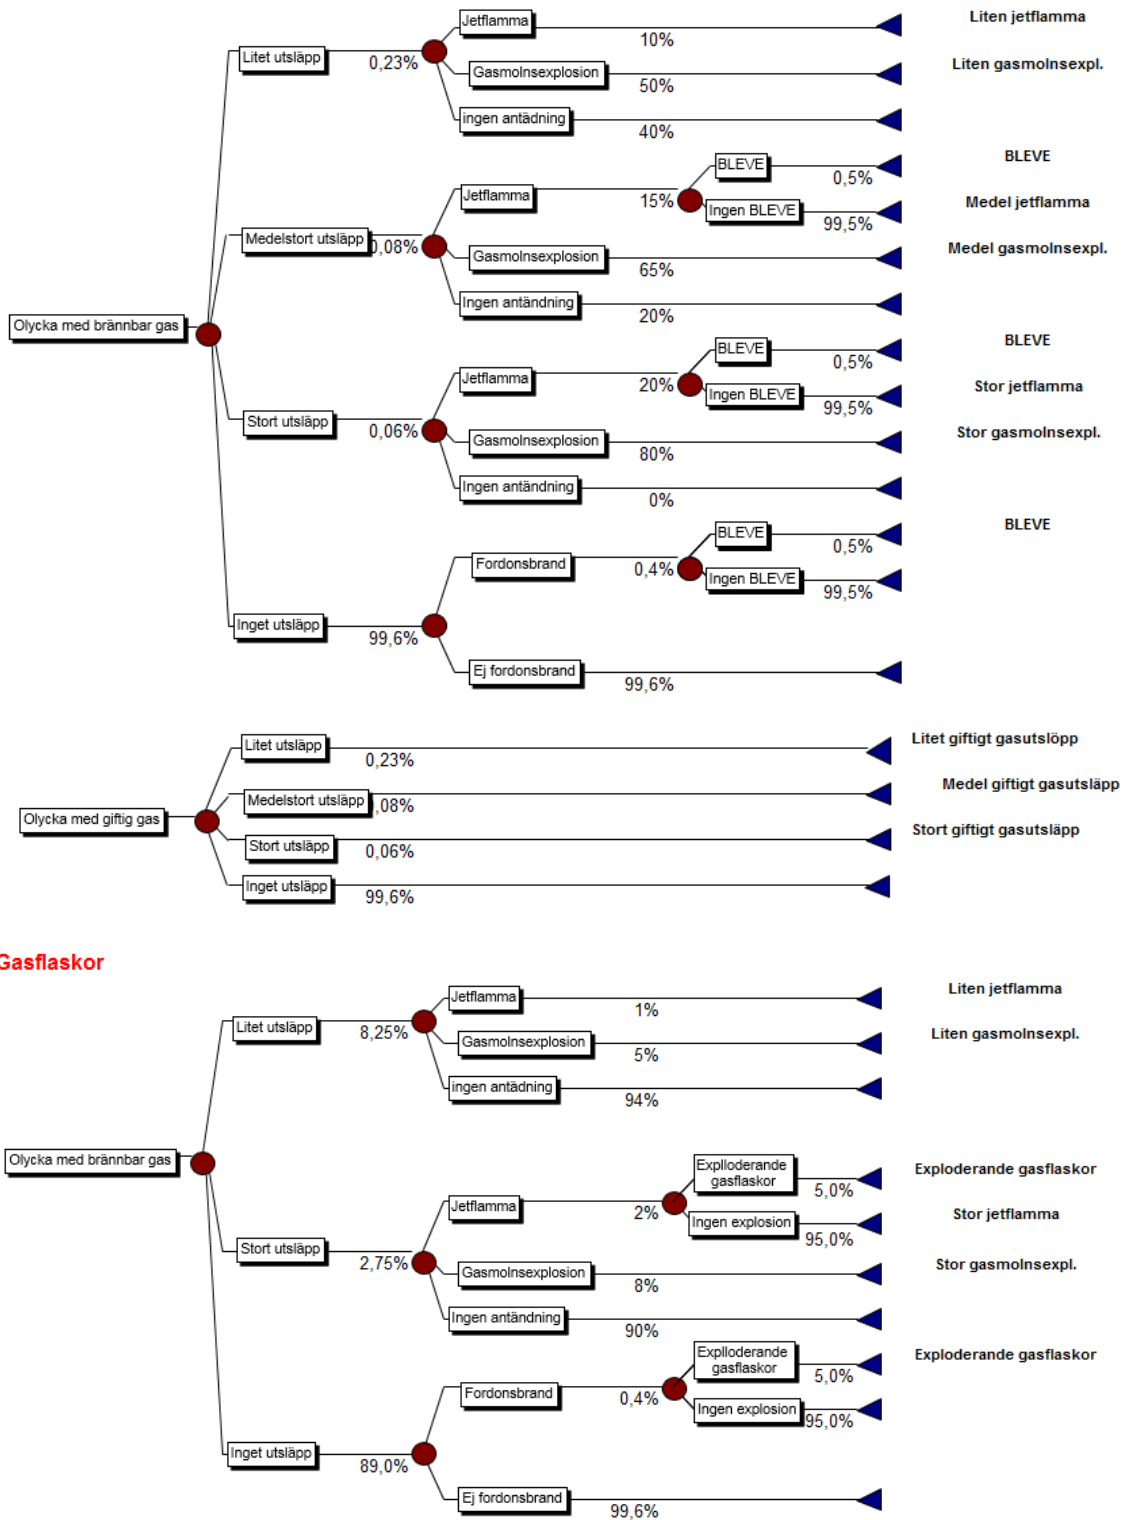 Jetflamma
10%
Liten jetflamma
Litet utsläpp
0,23%
Gasmolnsexplosion
50%
Liten gasmolnsexpl.
ingen antädning
40%
BLEVE
0,5%
BLEVE
Jetflamma
15%
Ingen BLEVE
99,5%
Medel jetflamma
Medelstort utsläpp
0,08%
Gasmolnsexplosion
65%
Medel gasmolnsexpl.
Ingen antändning
20%
Olycka med brännbar gas
BLEVE
0,5%
BLEVE
Jetflamma
20%
Ingen BLEVE
99,5%
Stor jetflamma
Stort utsläpp
0,06%
Gasmolnsexplosion
80%
Stor gasmolnsexpl.
Ingen antändning
0%
BLEVE
0,5%
BLEVE
Fordonsbrand
0,4%
Ingen BLEVE
99,5%
Inget utsläpp
99,6%
Ej fordonsbrand
99,6%
Litet utsläpp
0,23%
Litet giftigt gasutslöpp
Medelstort utsläpp
,08%
Medel giftigt gasutsläpp
Olycka med giftig gas
Stort utsläpp
0,06%
Stort giftigt gasutsläpp
Inget utsläpp
99,6%
Gasflaskor
Jetflamma
1%
Liten jetflamma
Litet utsläpp
8,25%
Gasmolnsexplosion
5%
Liten gasmolnsexpl.
ingen antädning
94%
Olycka med brännbar gas
Explloderande
gasflaskor
5,0%
Exploderande gasflaskor
Jetflamma
2%
Ingen explosion
95,0%
Stor jetflamma
Stort utsläpp
2,75%
Gasmolnsexplosion
8%
Stor gasmolnsexpl.
Ingen antändning
90%
Explloderande
gasflaskor
5,0%
Exploderande gasflaskor
Fordonsbrand
0,4%
Ingen explosion
95,0%
Inget utsläpp
89,0%
Ej fordonsbrand
99,6%